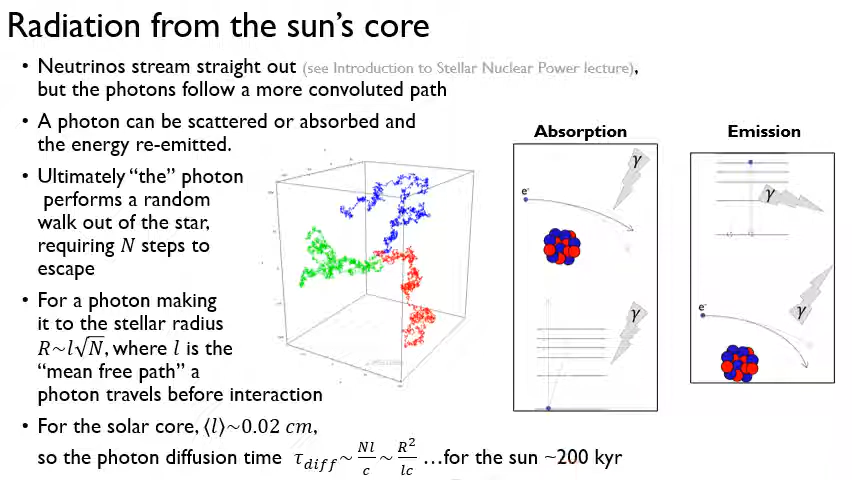 Radiation from the sun's core
• Neutrinos stream straight out (see Introduction to Stellar Nuclear Power lecture),
but the photons follow a more convoluted path
• A photon can be scattered or absorbed and
the energy re-emitted.
• Ultimately “the” photon
performs a random
walk out of the star,
requiring N steps to
escape
• For a photon making
it to the stellar radius
R~l√N, where l is the
“mean free path” a
photon travels before interaction
• For the solar core, ⟨l⟩~0.02 cm,
so the photon diffusion time τ_diff~ Nl/c ~ R²/lc …for the sun ~200 kyr
Absorption
γ
e-
γ
Emission
γ
γ
e-